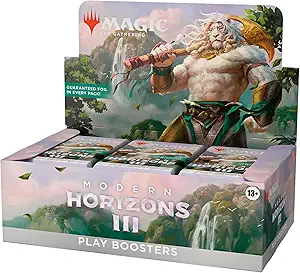 MAGIC
THE GATHERING
GUARANTEED FOIL
IN EVERY PACK!
MODERN
HORIZONS
III
PLAY BOOSTERS
13+